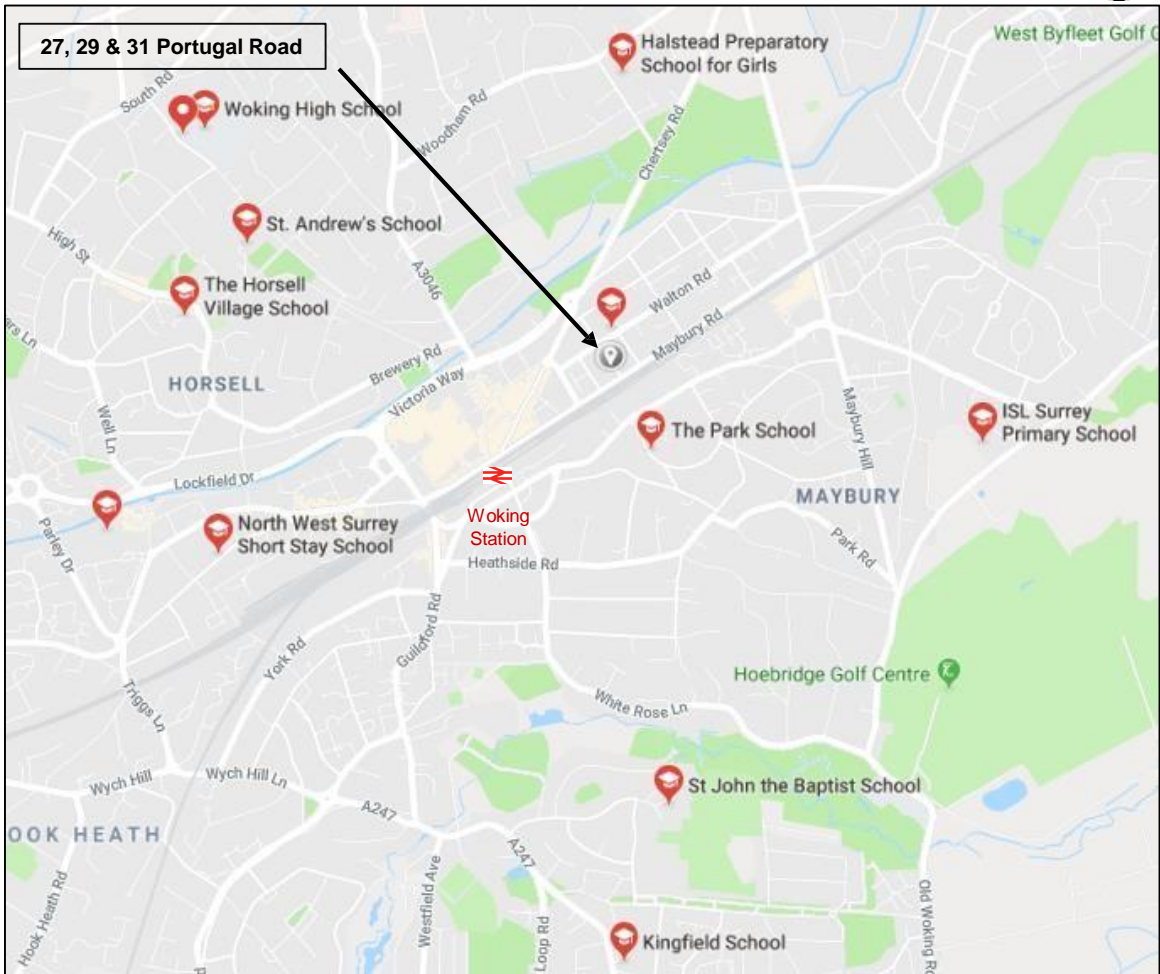 27, 29 & 31 Portugal Road
Halstead Preparatory
School for Girls
West Byfleet Golf C
South Rd
Woking High School
Woodham Rd
Chertsey Rd
St. Andrew's School
High St
A3046
The Horsell
Village School
Walton Rd
Maybury Rd
ars Ln
Brewery Rd
HORSELL
Victoria Way
Well Ln
The Park School
Maybury Hill
ISL Surrey
Primary School
Lockfield Dr
MAYBURY
Woking
Station
North West Surrey
Short Stay School
Parley Dr
Park Rd
Heathside Rd
York Rd
Guildford Rd
Hoebridge Golf Centre
Triggs Ln
White Rose Ln
Wych Hill
Wych Hill Ln
St John the Baptist School
A247
OOK HEATH
A247
Hook Heath Rd
Westfield Ave
Loop Rd
Old Woking Rd
Kingfield School